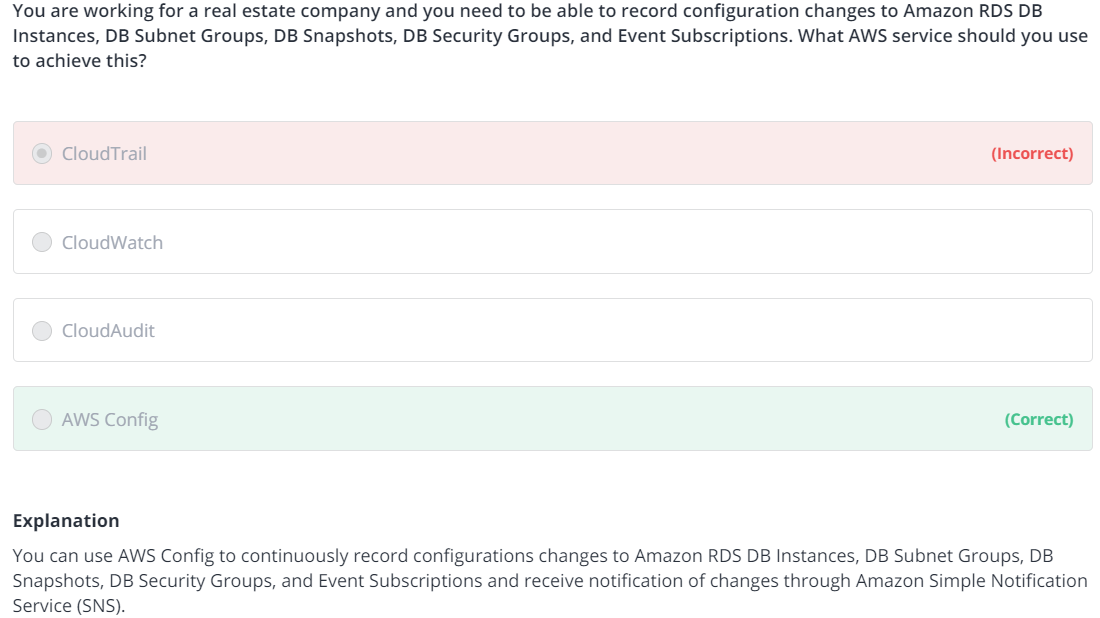 You are working for a real estate company and you need to be able to record configuration changes to Amazon RDS DB
Instances, DB Subnet Groups, DB Snapshots, DB Security Groups, and Event Subscriptions. What AWS service should you use
to achieve this?
CloudTrail (Incorrect)
CloudWatch
CloudAudit
AWS Config (Correct)
Explanation
You can use AWS Config to continuously record configurations changes to Amazon RDS DB Instances, DB Subnet Groups, DB
Snapshots, DB Security Groups, and Event Subscriptions and receive notification of changes through Amazon Simple Notification
Service (SNS).